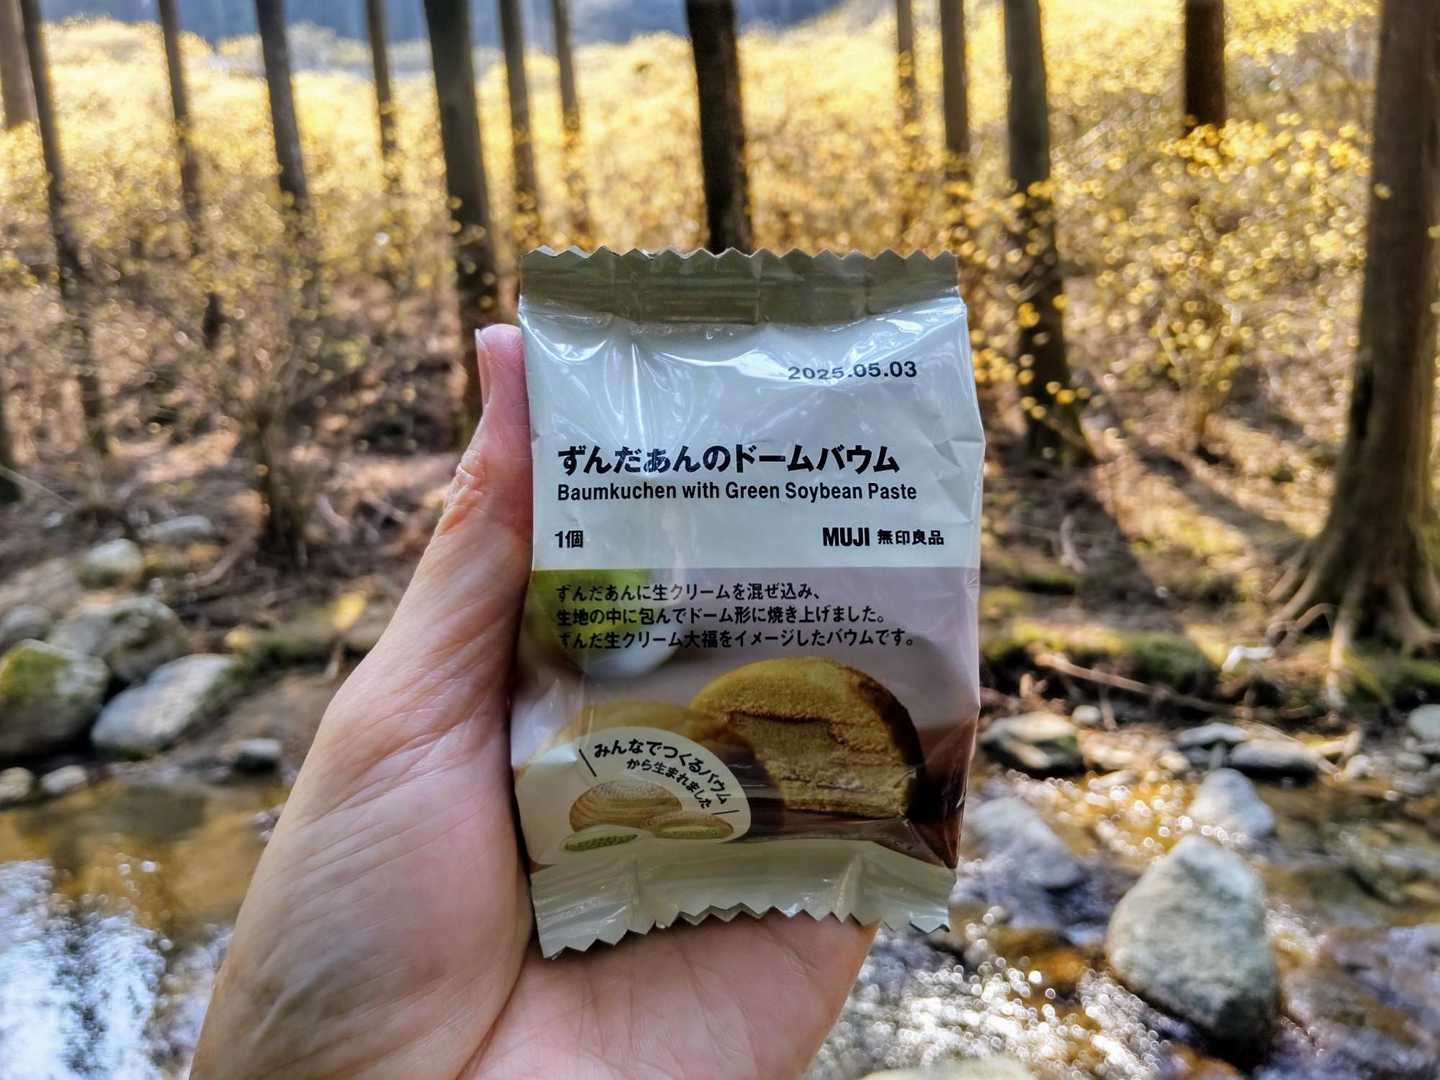 2025.05.03
ずんだあんのドームバウム
Baumkuchen with Green Soybean Paste
1個
MUJI 無印良品
ずんだあんに生クリームを混ぜ込み、
生地の中に包んでドーム形に焼き上げました。
ずんだ生クリーム大福をイメージしたバウムです。
みんなでつくるバウム
から生まれました